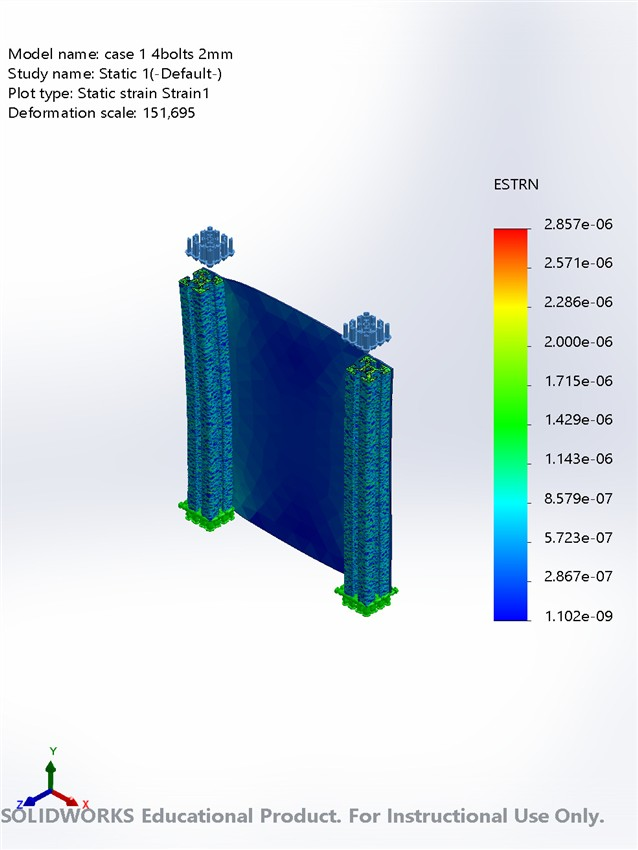 Model name: case 1 4bolts 2mm
Study name: Static 1(-Default-)
Plot type: Static strain Strain1
Deformation scale: 151,695
ESTRN
2.857e-06
2.571e-06
2.286e-06
2.000e-06
1.715e-06
1.429e-06
1.143e-06
8.579e-07
5.723e-07
2.867e-07
1.102e-09
Y
Z
X
SOLIDWORKS Educational Product. For Instructional Use Only.